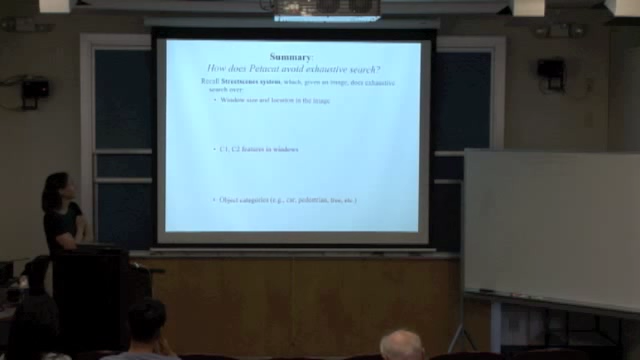 Summary:
How does Petacat avoid exhaustive search?
Recall Streetscenes system, which, given an image, does exhaustive
search over:
• Window size and location in the image
• C1, C2 features in windows
• Object categories (e.g., car, pedestrian, tree, etc.)